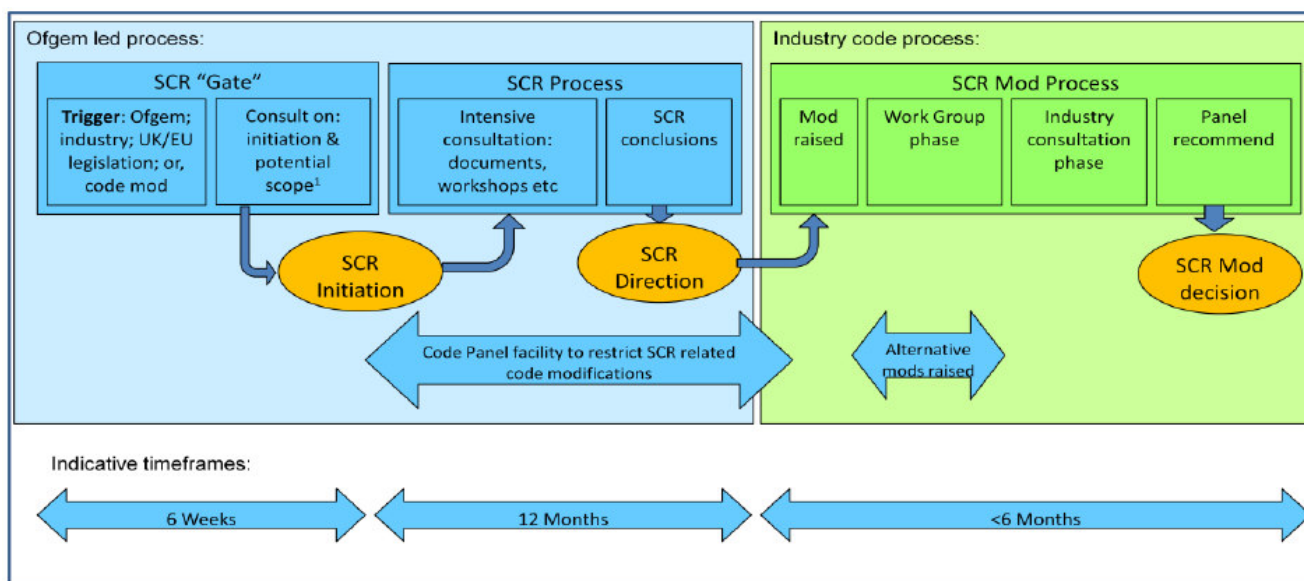 Ofgem led process:
SCR “Gate”
Trigger: Ofgem;
industry; UK/EU
legislation; or,
code mod
Consult on:
initiation &
potential
scope¹
SCR
Initiation
SCR Process
Intensive
consultation:
documents,
workshops etc
SCR
conclusions
SCR
Direction
Code Panel facility to restrict SCR related
code modifications
Industry code process:
SCR Mod Process
Mod
raised
Work Group
phase
Industry
consultation
phase
Panel
recommend
SCR Mod
decision
Alternative
mods raised
Indicative timeframes:
6 Weeks
12 Months
<6 Months